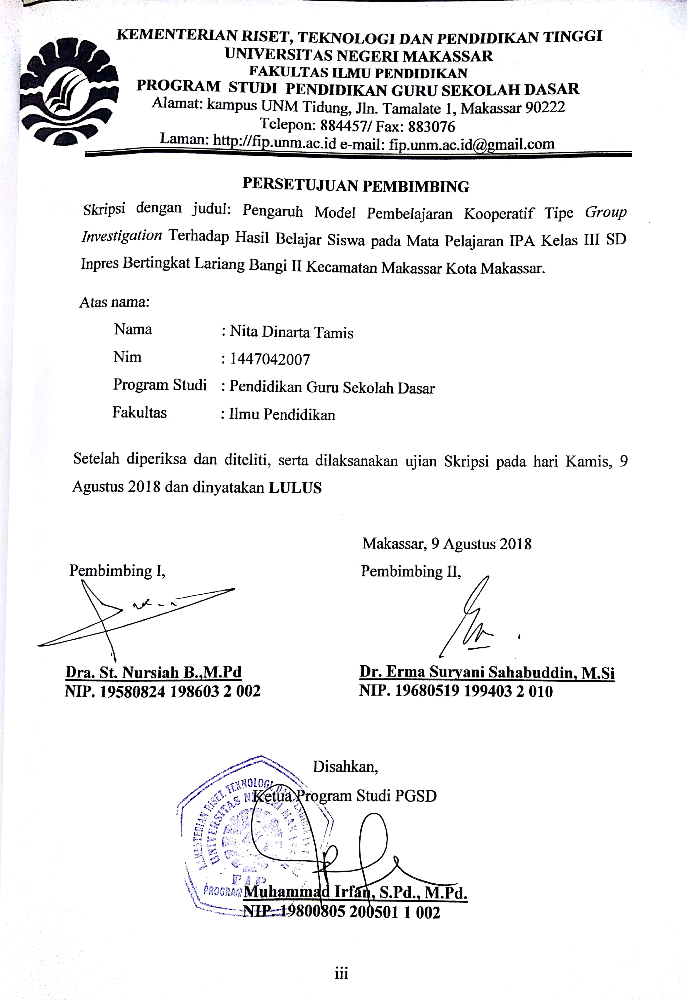 KEMENTERIAN RISET, TEKNOLOGI DAN PENDIDIKAN TINGGI
UNIVERSITAS NEGERI MAKASSAR
FAKULTAS ILMU PENDIDIKAN
PROGRAM STUDI PENDIDIKAN GURU SEKOLAH DASAR
Alamat: kampus UNM Tidung, Jln. Tamalate 1, Makassar 90222
Telepon: 884457/ Fax: 883076
Laman: http://fip.unm.ac.id e-mail: fip.unm.ac.id@gmail.com
PERSETUJUAN PEMBIMBING
Skripsi dengan judul: Pengaruh Model Pembelajaran Kooperatif Tipe Group
Investigation Terhadap Hasil Belajar Siswa pada Mata Pelajaran IPA Kelas III SD
Inpres Bertingkat Lariang Bangi II Kecamatan Makassar Kota Makassar.
Atas nama:
Nama : Nita Dinarta Tamis
Nim : 1447042007
Program Studi : Pendidikan Guru Sekolah Dasar
Fakultas : Ilmu Pendidikan
Setelah diperiksa dan diteliti, serta dilaksanakan ujian Skripsi pada hari Kamis, 9
Agustus 2018 dan dinyatakan LULUS
Makassar, 9 Agustus 2018
Pembimbing I, Pembimbing II,
Dra. St. Nursiah B.,M.Pd Dr. Erma Suryani Sahabuddin, M.Si
NIP. 19580824 198603 2 002 NIP. 19680519 199403 2 010
Disahkan,
Ketua Program Studi PGSD
KEMENTERIAN RISET, TEKNOLOGI, DAN PENDIDIKAN
UNIVERSITAS NEGERI MAKASSAR
FIP
PROGRAM
Muhammad Irfan, S.Pd., M.Pd.
NIP. 19800805 200501 1 002
iii